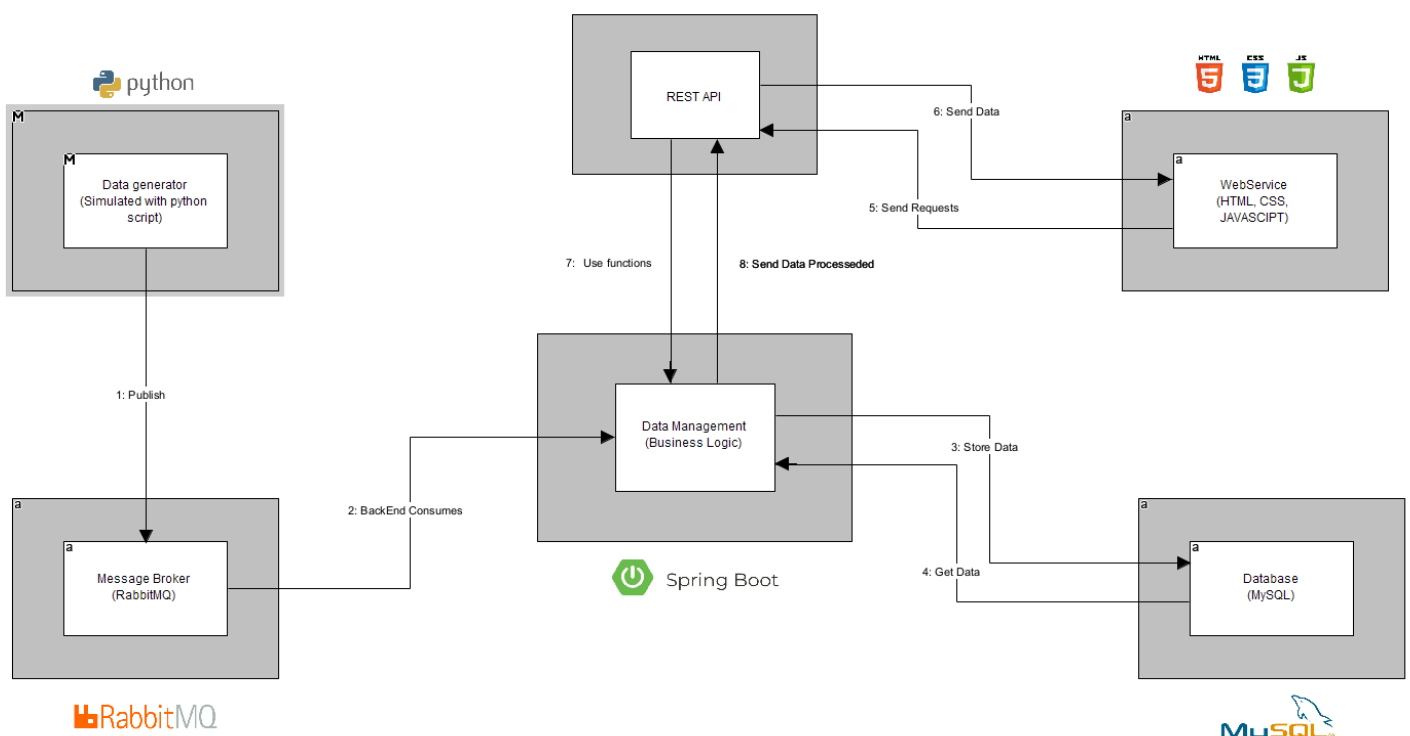 python
M
M
Data generator
(Simulated with python
script)
REST API
HTML
5
CSS
3
JS
a
a
WebService
(HTML, CSS,
JAVASCIPT)
6: Send Data
5: Send Requests
7: Use functions
8: Send Data Processeded
1: Publish
Data Management
(Business Logic)
3: Store Data
2: BackEnd Consumes
4: Get Data
a
a
Message Broker
(RabbitMQ)
Spring Boot
a
a
Database
(MySQL)
RabbitMQ
MySQL